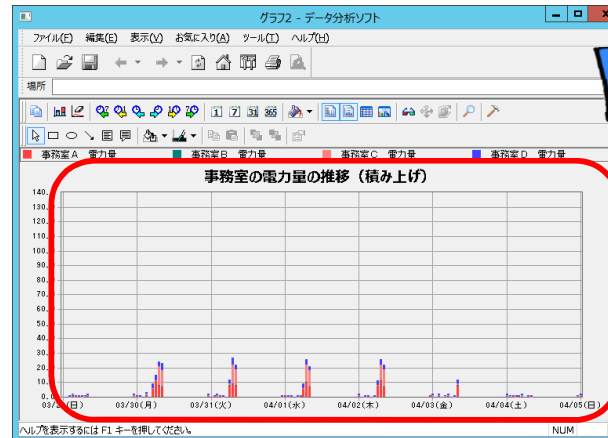 グラフ2 - データ分析ソフト
ファイル(F) 編集(E) 表示(V) お気に入り(A) ツール(T) ヘルプ(H)
場所
1 7 31 365
事務室A 電力量 事務室B 電力量 事務室C 電力量 事務室D 電力量
事務室の電力量の推移（積み上げ）
140.
130.
120.
110.
100.
90.
80.
70.
60.
50.
40.
30.
20.
10.
0.
(日) 03/30(月) 03/31(火) 04/01(水) 04/02(木) 04/03(金) 04/04(土) 04/05(日)
ヘルプを表示するには F1 キーを押してください。 NUM